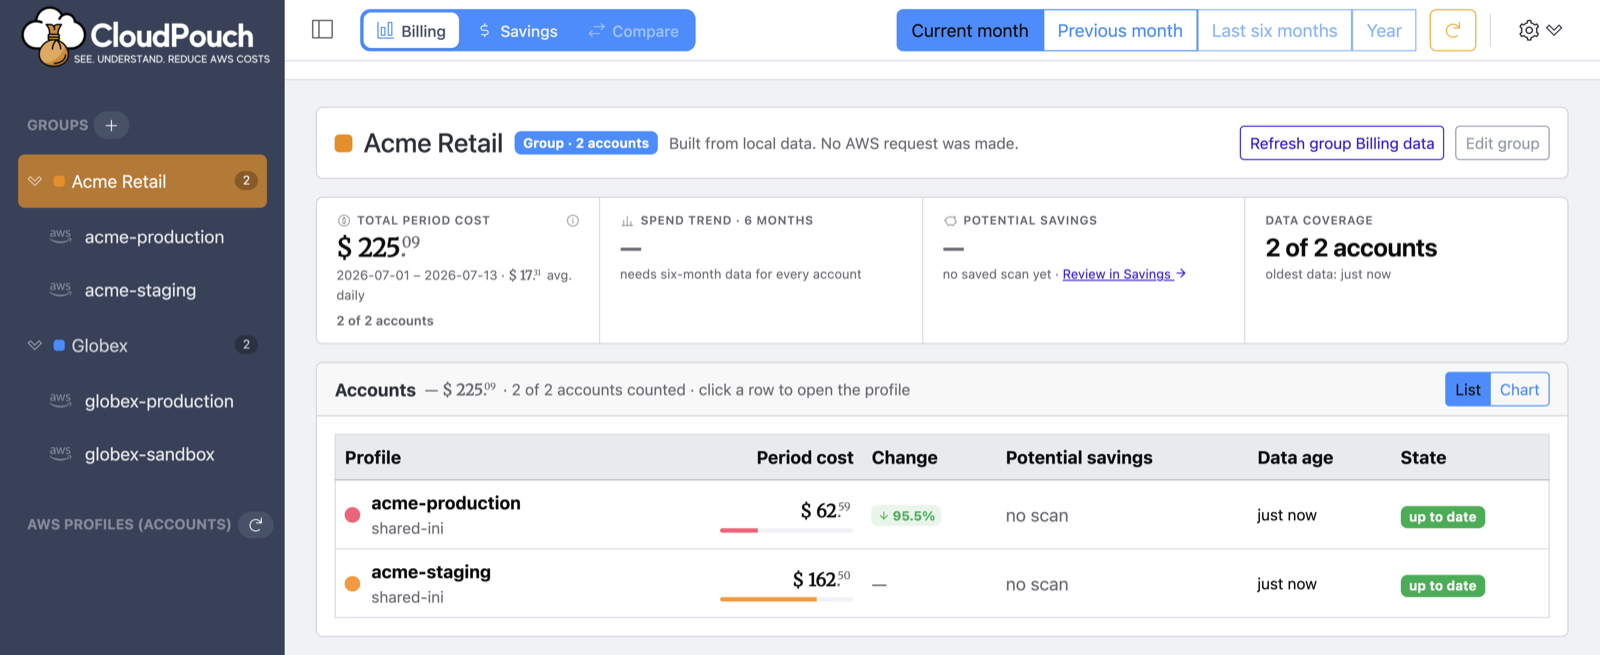 CloudPouch
SEE. UNDERSTAND. REDUCE AWS COSTS
GROUPS +
Acme Retail 2
aws acme-production
aws acme-staging
Globex 2
aws globex-production
aws globex-sandbox
AWS PROFILES (ACCOUNTS)
Billing $ Savings Compare
Current month Previous month Last six months Year
Acme Retail Group · 2 accounts Built from local data. No AWS request was made. Refresh group Billing data Edit group
TOTAL PERIOD COST
$ 225.09
2026-07-01 – 2026-07-13 · $ 17.31 avg.
daily
2 of 2 accounts
SPEND TREND · 6 MONTHS
—
needs six-month data for every account
POTENTIAL SAVINGS
—
no saved scan yet · Review in Savings →
DATA COVERAGE
2 of 2 accounts
oldest data: just now
Accounts — $ 225.09 · 2 of 2 accounts counted · click a row to open the profile List Chart
Profile Period cost Change Potential savings Data age State
acme-production $ 62.59 ↓ 95.5% no scan just now up to date
shared-ini
acme-staging $ 162.50 — no scan just now up to date
shared-ini